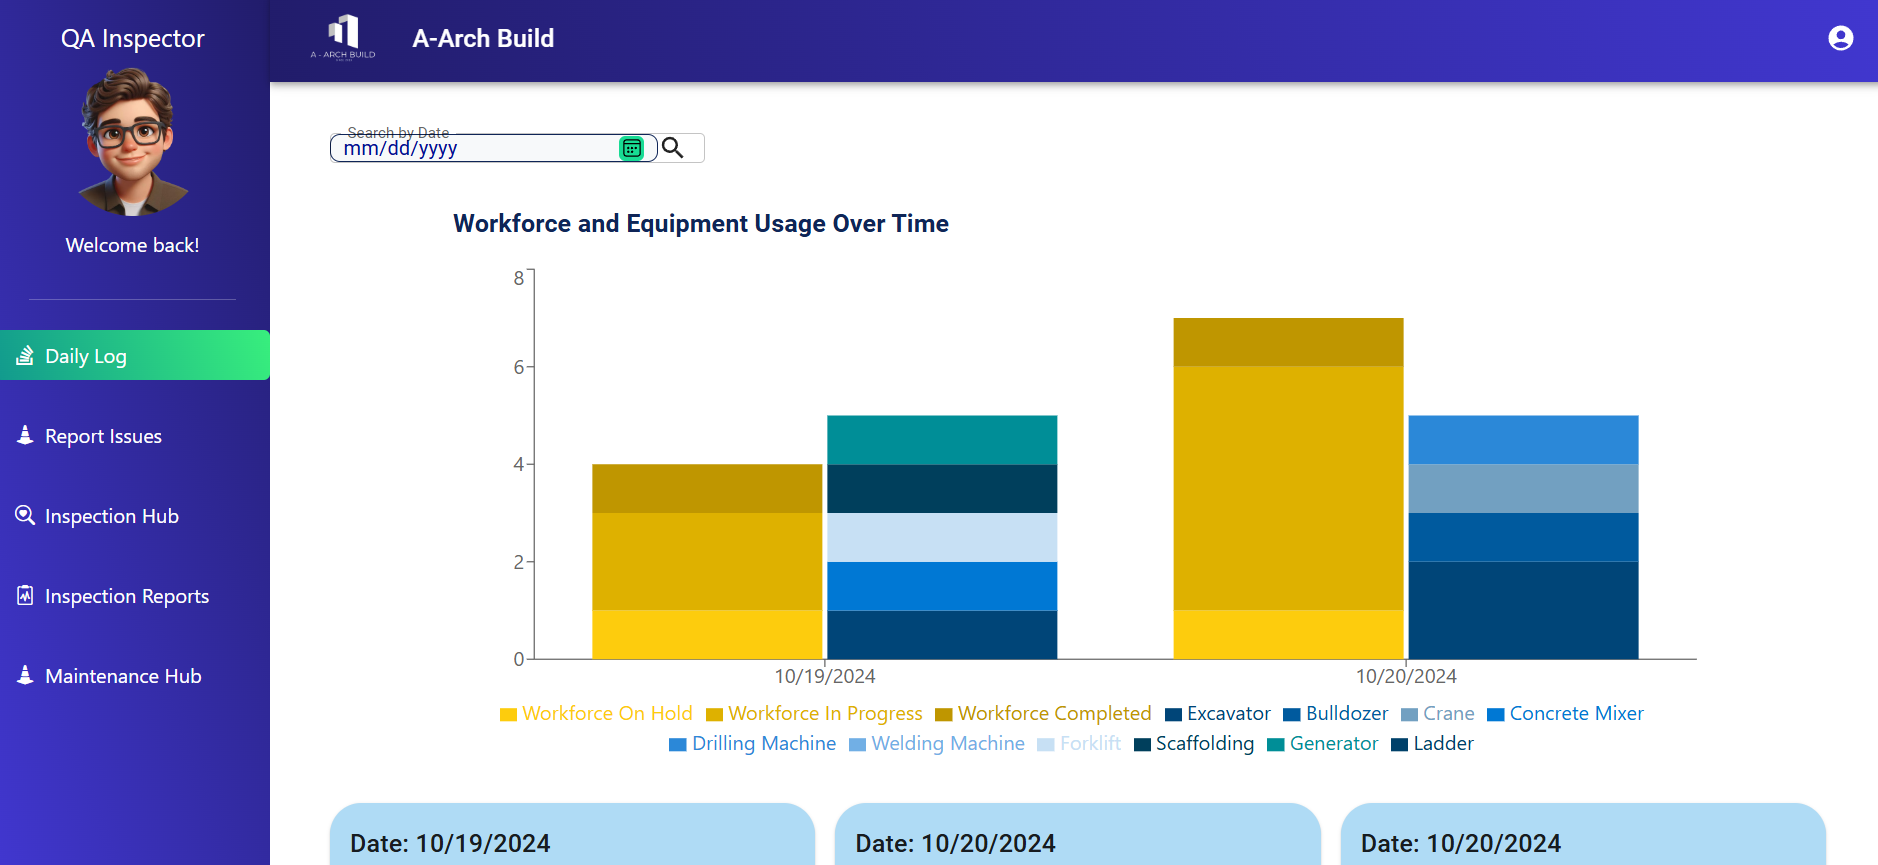 QA Inspector
Welcome back!
Daily Log
Report Issues
Inspection Hub
Inspection Reports
Maintenance Hub
A - ARCH BUILD
A-Arch Build
Search by Date
mm/dd/yyyy
Workforce and Equipment Usage Over Time
8
6
4
2
0
10/19/2024 10/20/2024
Workforce On Hold Workforce In Progress Workforce Completed Excavator Bulldozer Crane Concrete Mixer
Drilling Machine Welding Machine Forklift Scaffolding Generator Ladder
Date: 10/19/2024 Date: 10/20/2024 Date: 10/20/2024